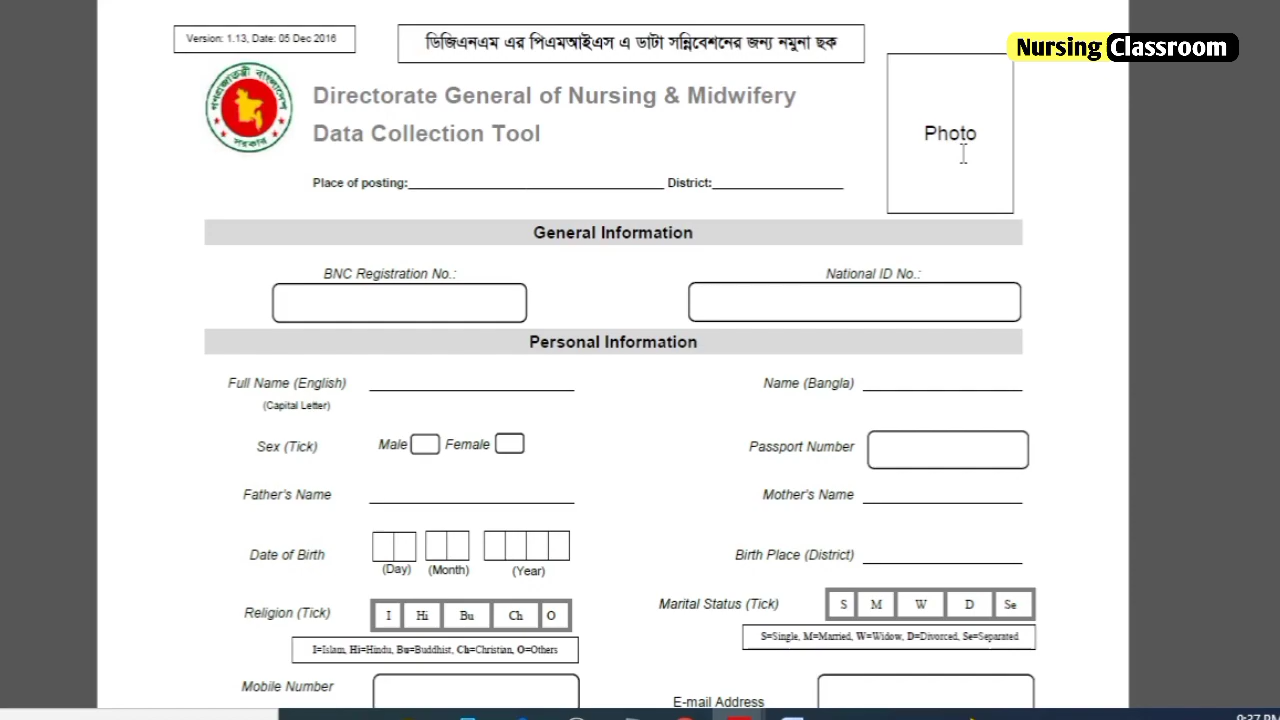 Version: 1.13, Date: 05 Dec 2016
ডিজিএনএম এর পিএমআইএস এ ডাটা সন্নিবেশনের জন্য নমুনা ছক
Nursing Classroom
গণপ্রজাতন্ত্রী বাংলাদেশ
সরকার
Directorate General of Nursing & Midwifery
Data Collection Tool
Photo
Place of posting: District:
General Information
BNC Registration No.: National ID No.:
Personal Information
Full Name (English) Name (Bangla)
(Capital Letter)
Sex (Tick) Male Female Passport Number
Father's Name Mother's Name
Date of Birth Birth Place (District)
(Day) (Month) (Year)
Religion (Tick) I Hi Bu Ch O Marital Status (Tick) S M W D Se
I=Islam, Hi=Hindu, Bu=Buddhist, Ch=Christian, O=Others S=Single, M=Married, W=Widow, D=Divorced, Se=Separated
Mobile Number E-mail Address